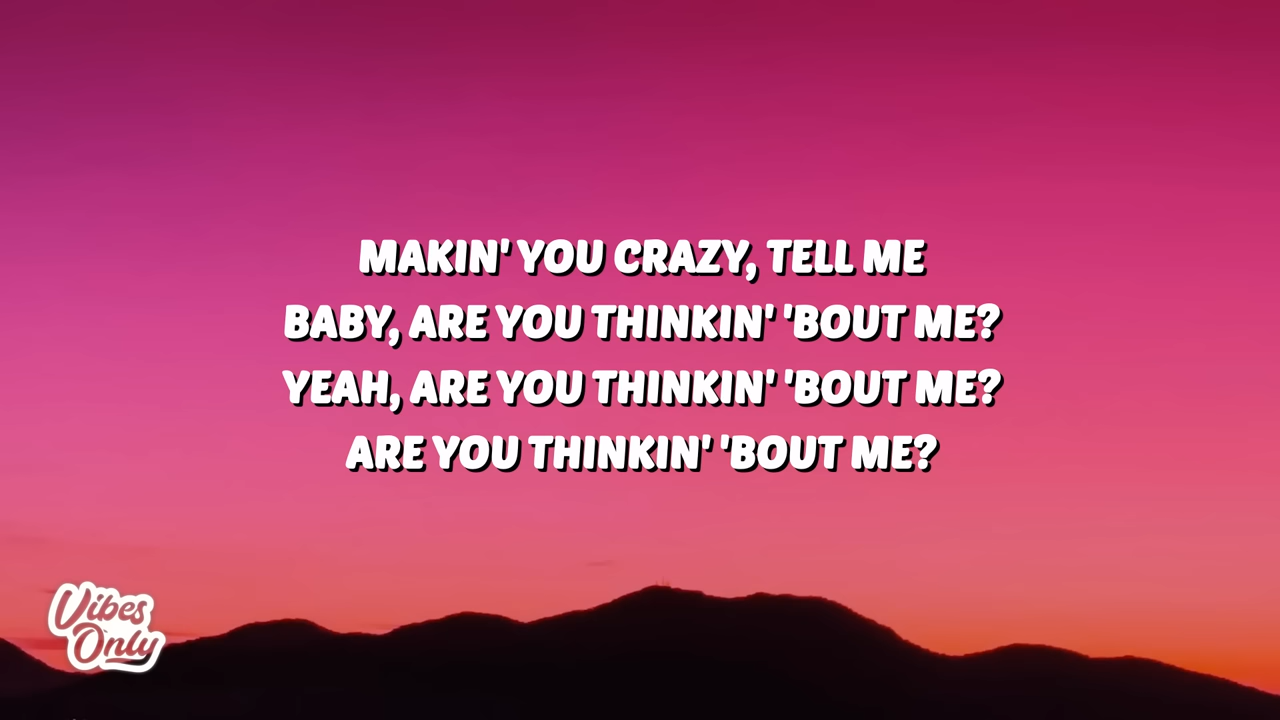 MAKIN' YOU CRAZY, TELL ME
BABY, ARE YOU THINKIN' 'BOUT ME?
YEAH, ARE YOU THINKIN' 'BOUT ME?
ARE YOU THINKIN' 'BOUT ME?
Vibes
Only